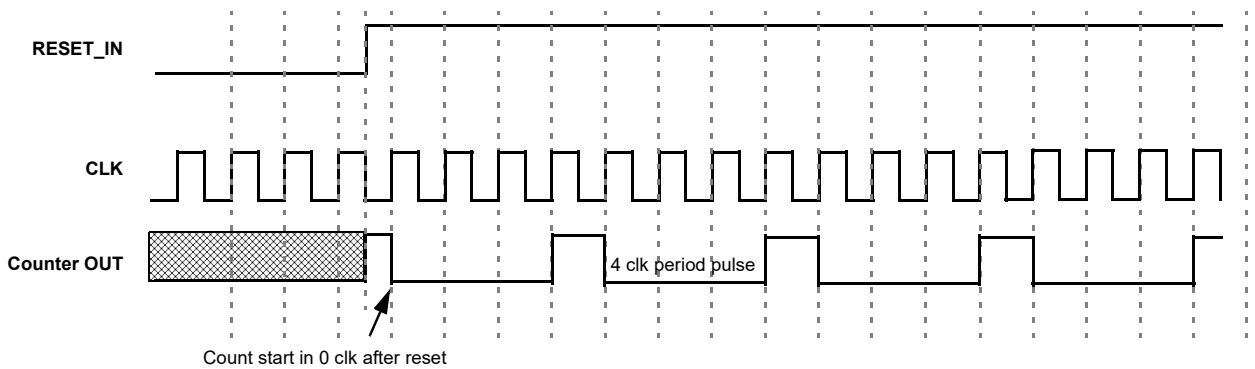 RESET_IN
CLK
Counter OUT
4 clk period pulse
Count start in 0 clk after reset